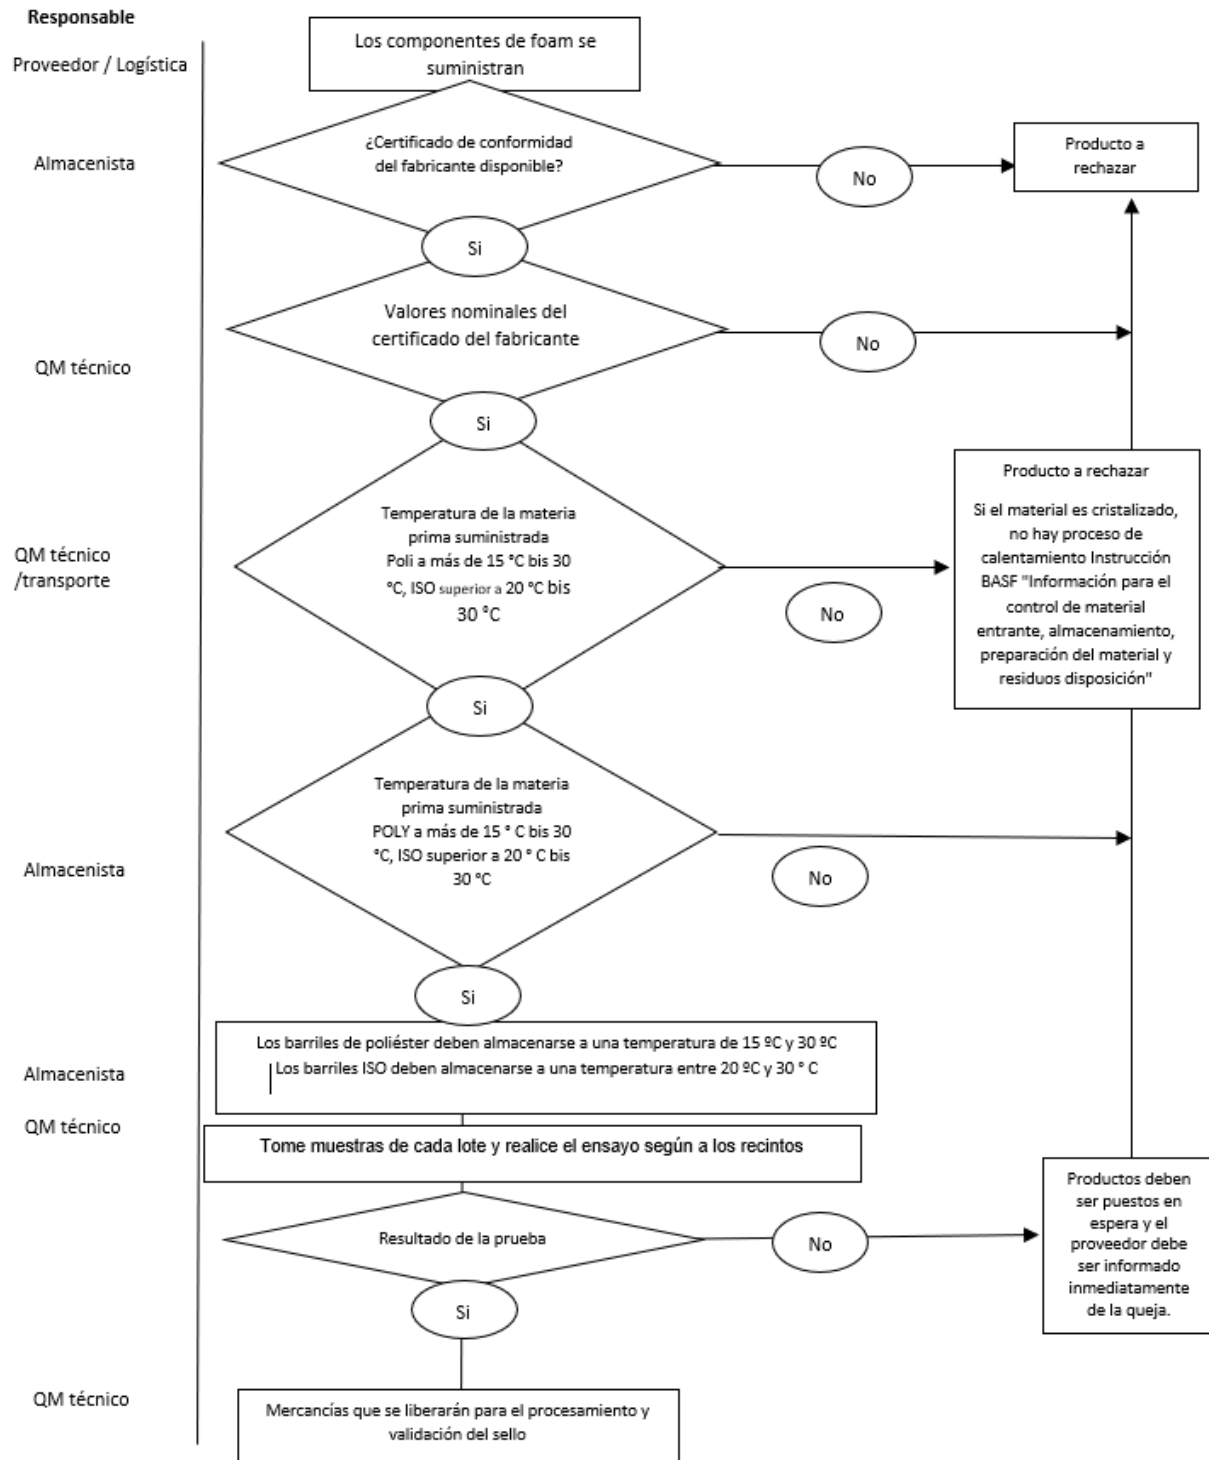 Responsable
Los componentes de foam se
suministran
Proveedor / Logística
¿Certificado de conformidad
del fabricante disponible?
Almacenista
No
Producto a
rechazar
Si
Valores nominales del
certificado del fabricante
No
QM técnico
Si
Temperatura de la materia
prima suministrada
Poli a más de 15 °C bis 30
°C, ISO superior a 20 °C bis
30 °C
QM técnico
/transporte
No
Producto a rechazar
Si el material es cristalizado,
no hay proceso de
calentamiento Instrucción
BASF "Información para el
control de material
entrante, almacenamiento,
preparación del material y
residuos disposición"
Si
Temperatura de la materia
prima suministrada
POLY a más de 15 ° C bis 30
°C, ISO superior a 20 ° C bis
30 °C
Almacenista
No
Si
Los barriles de poliéster deben almacenarse a una temperatura de 15 ºC y 30 ºC
Los barriles ISO deben almacenarse a una temperatura entre 20 ºC y 30 ° C
Almacenista
QM técnico
Tome muestras de cada lote y realice el ensayo según a los recintos
Resultado de la prueba
No
Productos deben
ser puestos en
espera y el
proveedor debe
ser informado
inmediatamente
de la queja.
Si
QM técnico
Mercancías que se liberarán para el procesamiento y
validación del sello